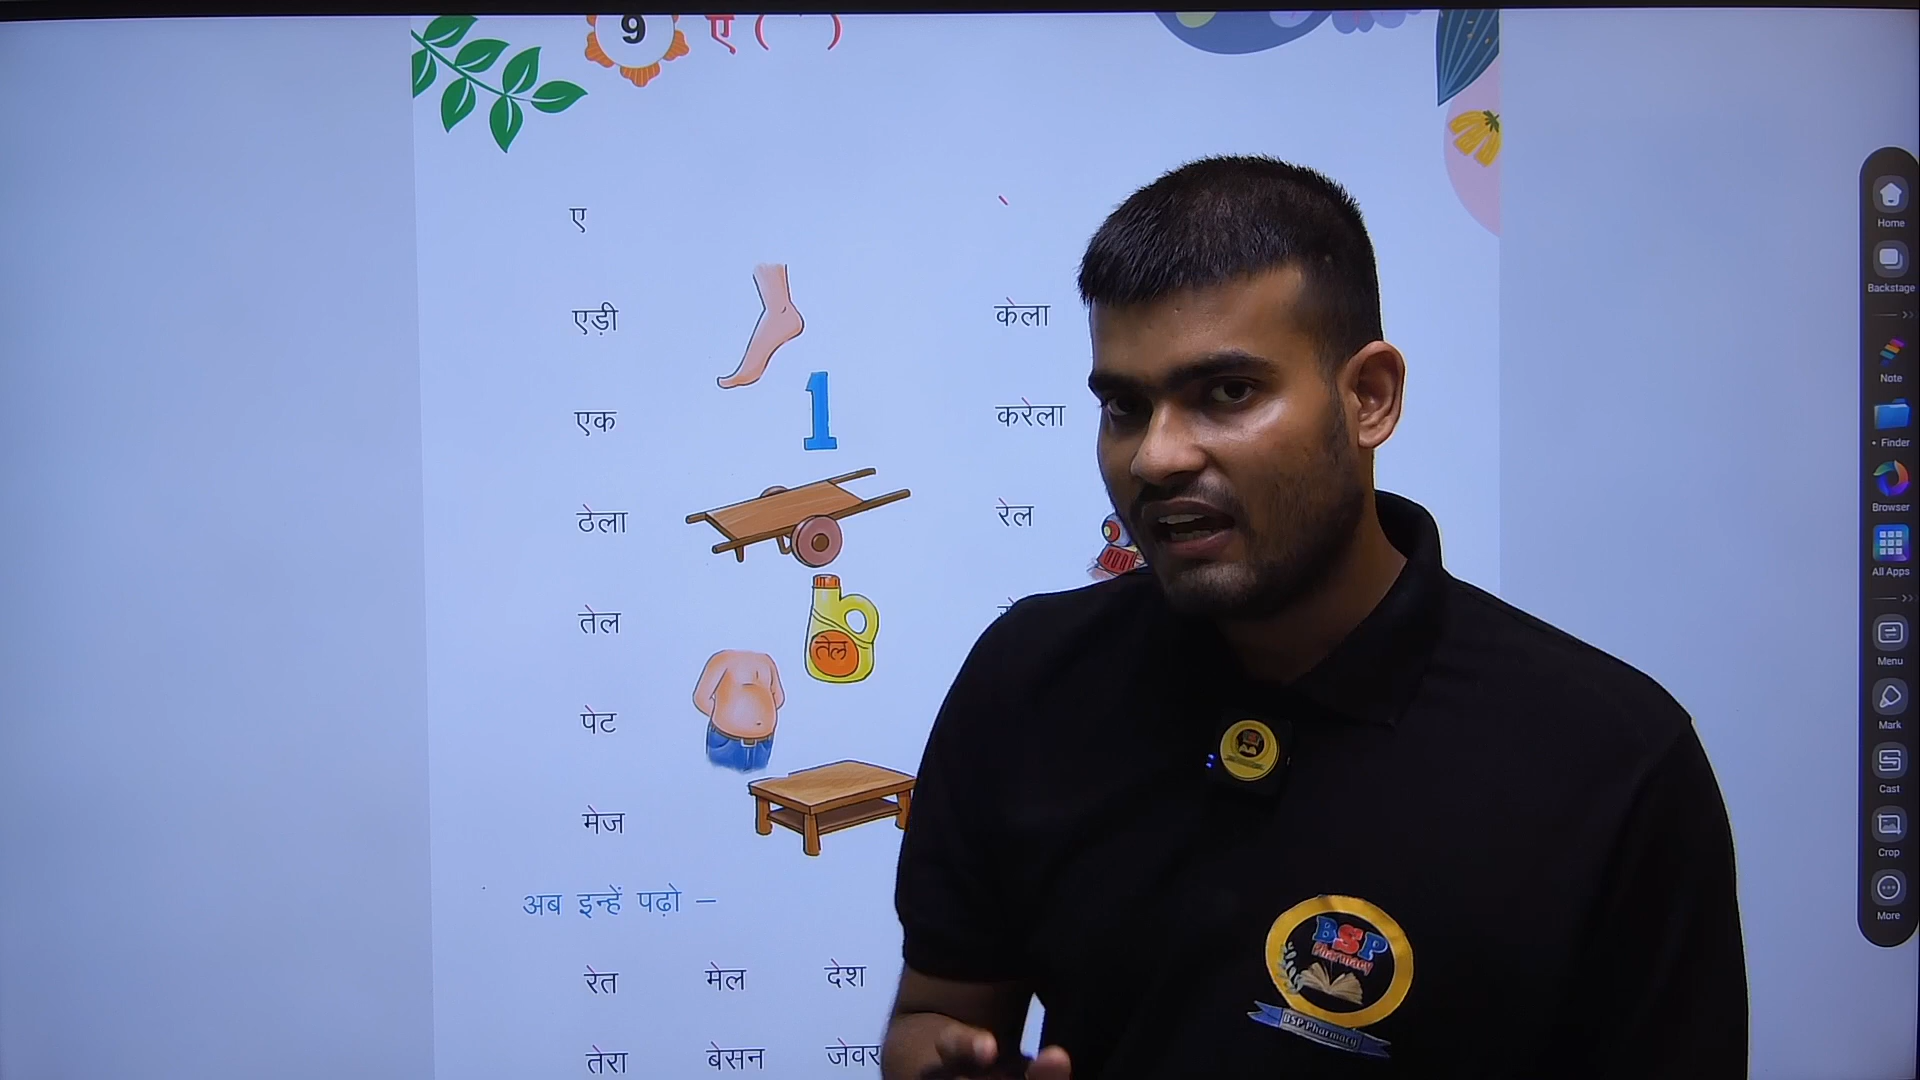 9 ए ( े )
ए े
एड़ी केला
एक 1 करेला
ठेला रेल
तेल तेल
पेट
मेज
अब इन्हें पढ़ो –
रेत मेल देश
तेरा बेसन जेवर
BSP
Pharmacy
BSP Pharmacy
Home
Backstage
Note
Finder
Browser
All Apps
Menu
Mark
Cast
Crop
More